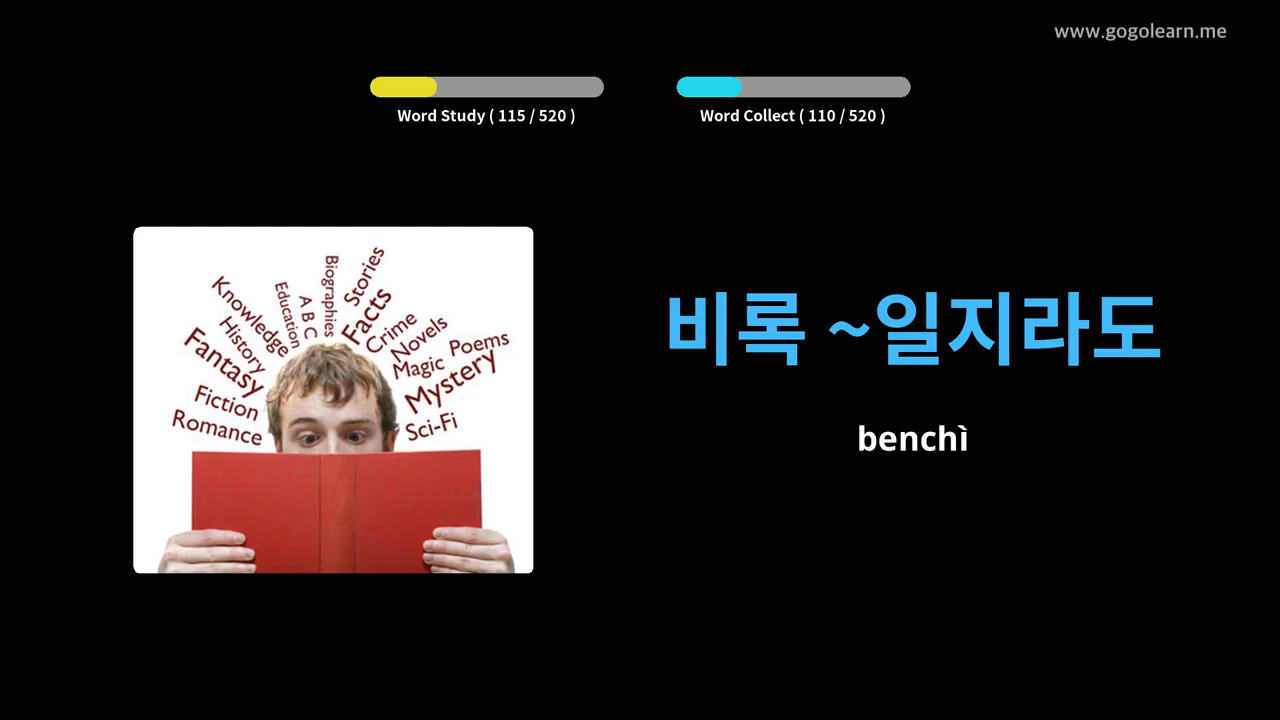 www.gogolearn.me
Word Study ( 115 / 520 )
Word Collect ( 110 / 520 )
Biographies
Stories
Knowledge
Education
A B C
Facts
History
Crime
Novels
Fantasy
Magic
Poems
Mystery
Fiction
Romance
Sci-Fi
비록 ~일지라도
benchì